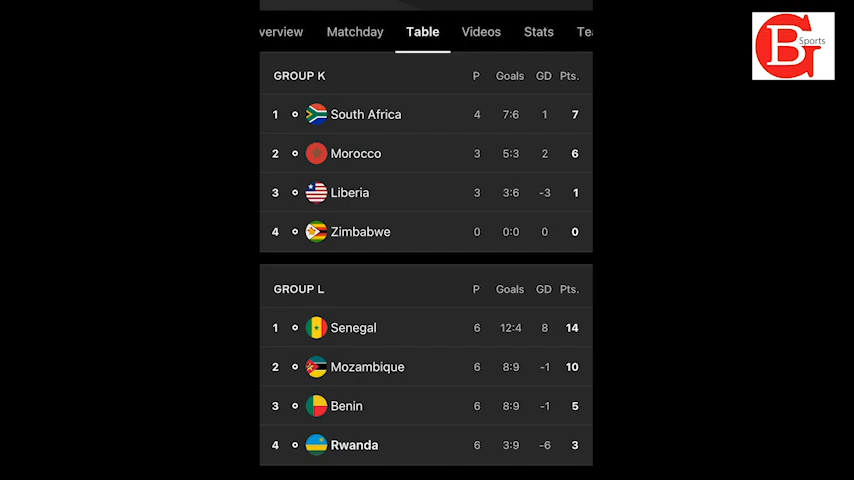 verview Matchday Table Videos Stats Te
B Sports G
GROUP K P Goals GD Pts.
1 South Africa 4 7:6 1 7
2 Morocco 3 5:3 2 6
3 Liberia 3 3:6 -3 1
4 Zimbabwe 0 0:0 0 0
GROUP L P Goals GD Pts.
1 Senegal 6 12:4 8 14
2 Mozambique 6 8:9 -1 10
3 Benin 6 8:9 -1 5
4 Rwanda 6 3:9 -6 3